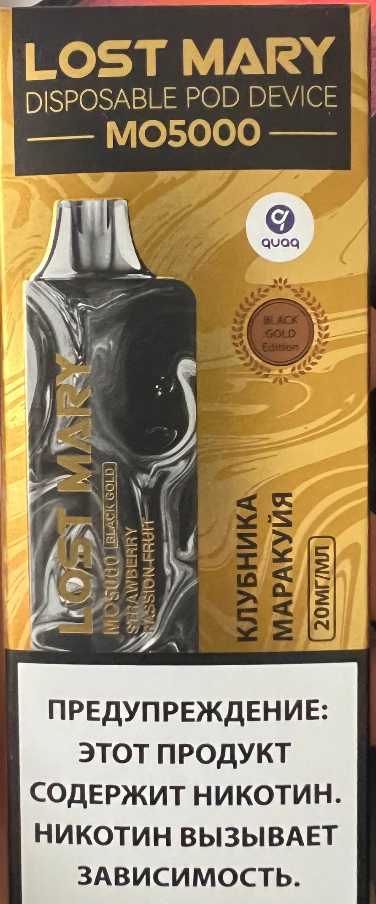 LOST MARY
DISPOSABLE POD DEVICE
MO5000
quaq
BLACK
GOLD
Edition
LOST MARY
MO5000 BLACK GOLD
STRAWBERRY
PASSION FRUIT
КЛУБНИКА
МАРАКУЙЯ
20МГ/МЛ
ПРЕДУПРЕЖДЕНИЕ:
ЭТОТ ПРОДУКТ
СОДЕРЖИТ НИКОТИН.
НИКОТИН ВЫЗЫВАЕТ
ЗАВИСИМОСТЬ.